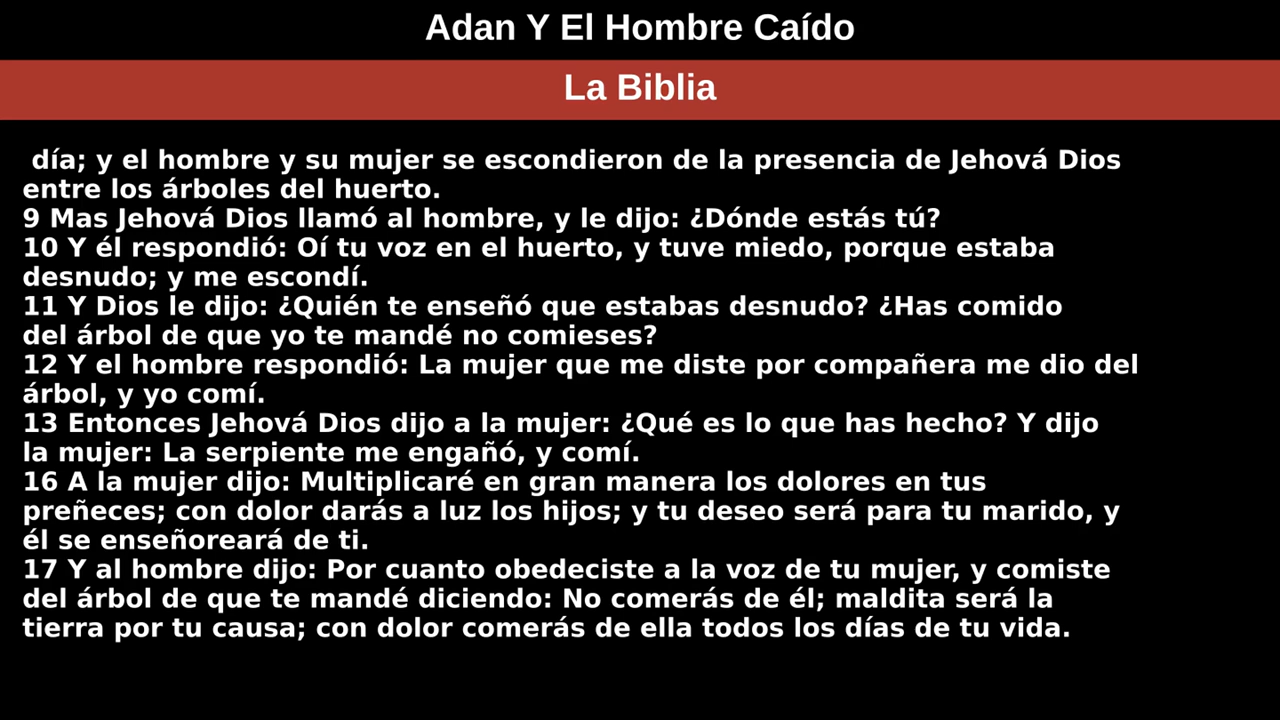 Adan Y El Hombre Caído
La Biblia
día; y el hombre y su mujer se escondieron de la presencia de Jehová Dios
entre los árboles del huerto.
9 Mas Jehová Dios llamó al hombre, y le dijo: ¿Dónde estás tú?
10 Y él respondió: Oí tu voz en el huerto, y tuve miedo, porque estaba
desnudo; y me escondí.
11 Y Dios le dijo: ¿Quién te enseñó que estabas desnudo? ¿Has comido
del árbol de que yo te mandé no comieses?
12 Y el hombre respondió: La mujer que me diste por compañera me dio del
árbol, y yo comí.
13 Entonces Jehová Dios dijo a la mujer: ¿Qué es lo que has hecho? Y dijo
la mujer: La serpiente me engañó, y comí.
16 A la mujer dijo: Multiplicaré en gran manera los dolores en tus
preñeces; con dolor darás a luz los hijos; y tu deseo será para tu marido, y
él se enseñoreará de ti.
17 Y al hombre dijo: Por cuanto obedeciste a la voz de tu mujer, y comiste
del árbol de que te mandé diciendo: No comerás de él; maldita será la
tierra por tu causa; con dolor comerás de ella todos los días de tu vida.